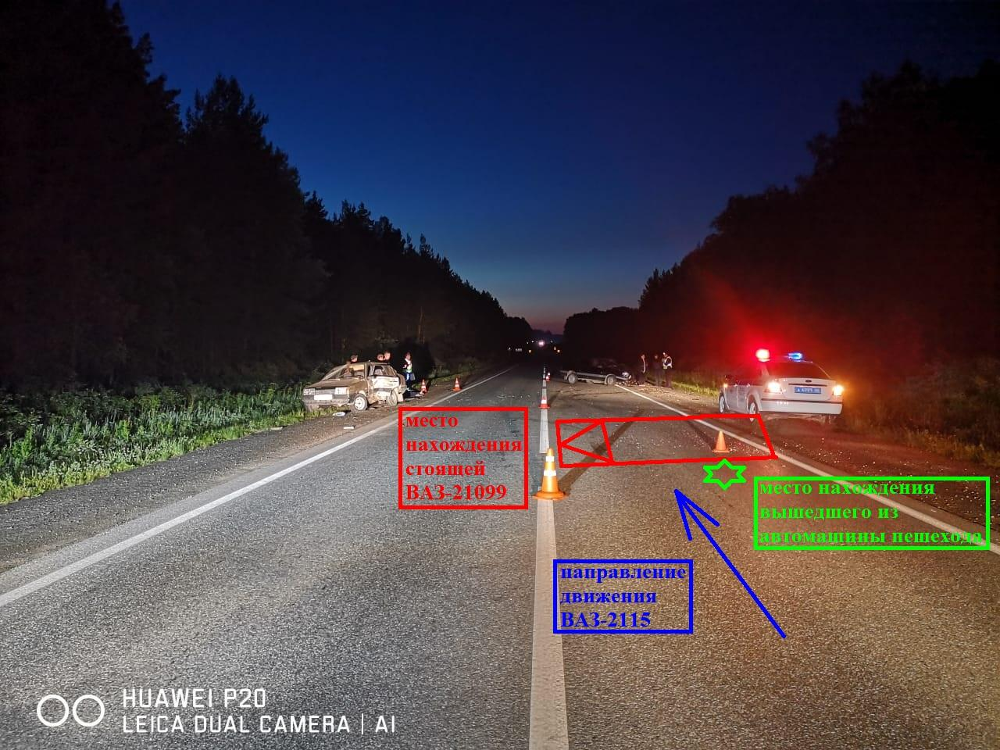 место
нахождения
стоящей
ВАЗ-21099
место нахождения
вышедшего из
автомашины пешехода
направление
движения
ВАЗ-2115
HUAWEI P20
LEICA DUAL CAMERA | AI